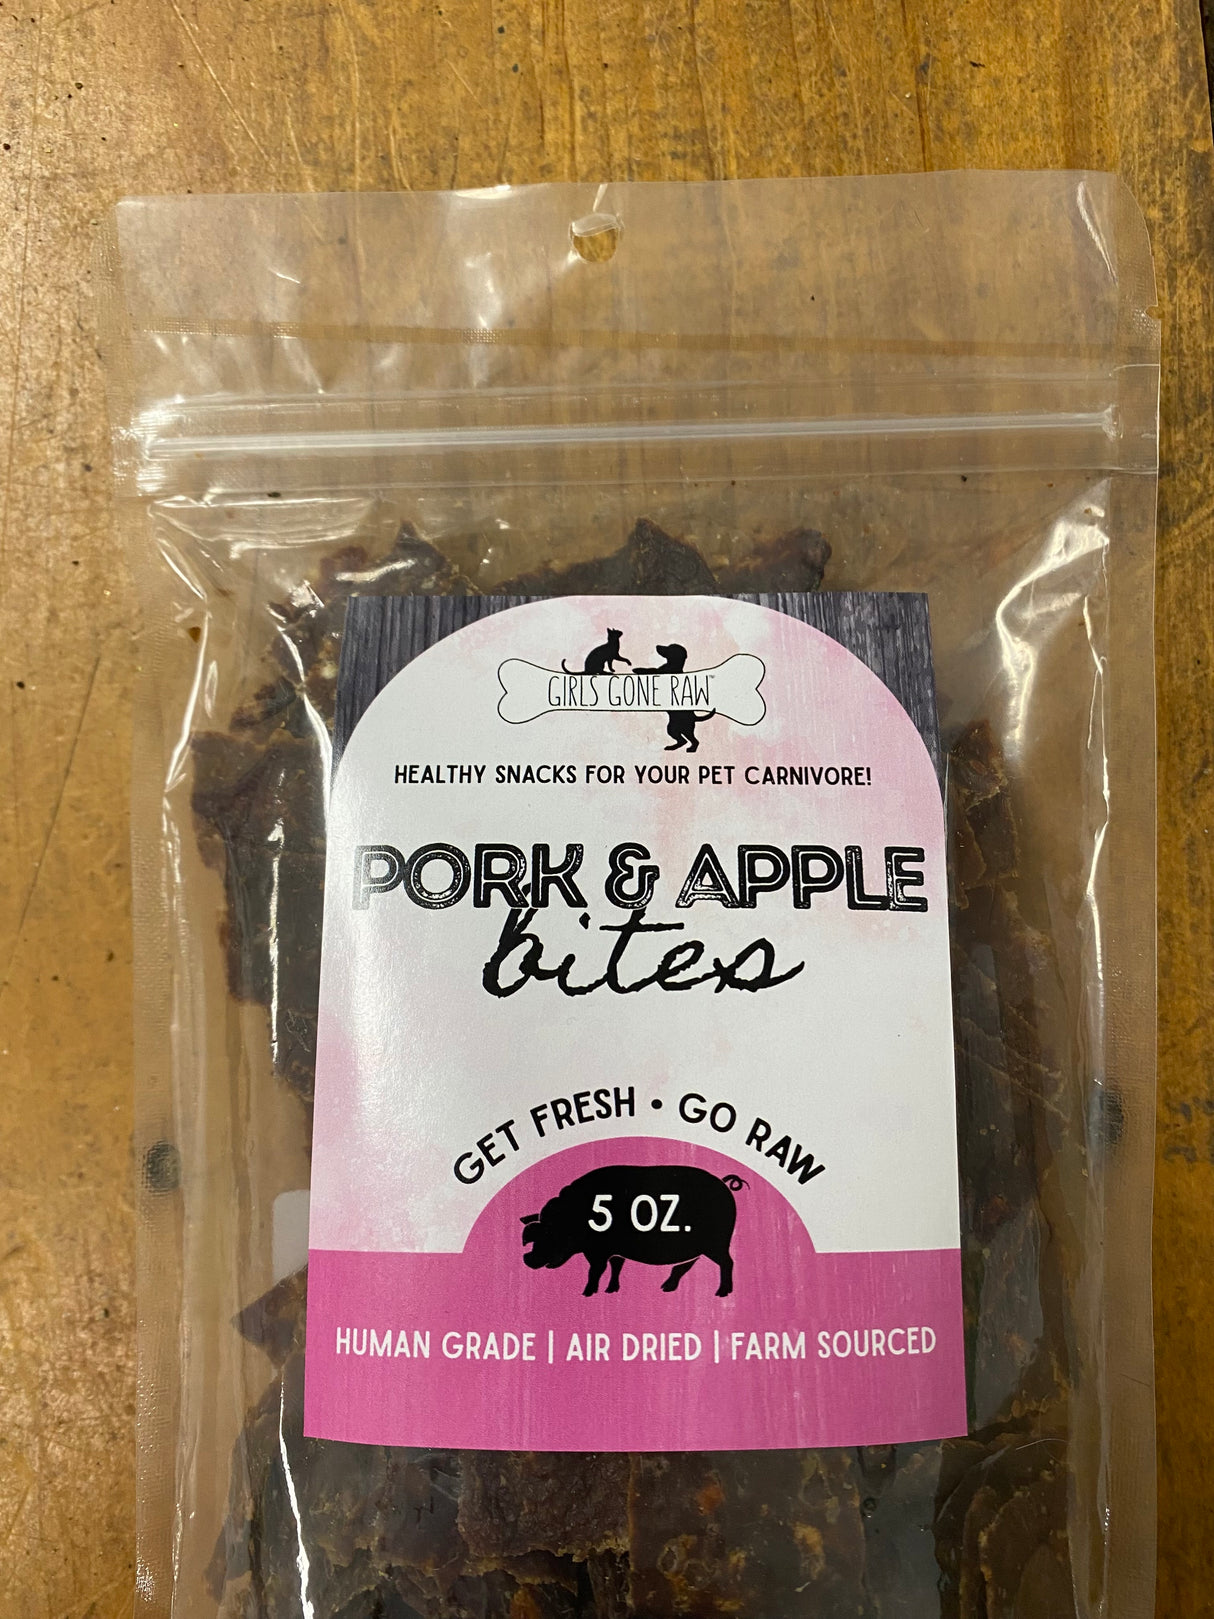 GIRLS GONE RAW™
HEALTHY SNACKS FOR YOUR PET CARNIVORE!
PORK & APPLE
bites
GET FRESH • GO RAW
5 OZ.
HUMAN GRADE | AIR DRIED | FARM SOURCED